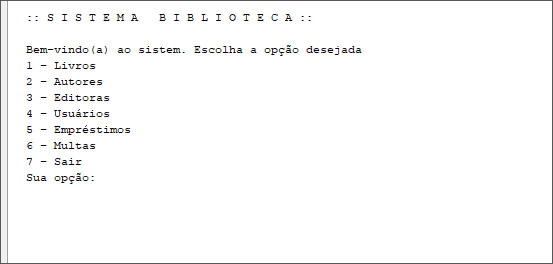 :: S I S T E M A   B I B L I O T E C A ::
Bem-vindo(a) ao sistem. Escolha a opção desejada
1 - Livros
2 - Autores
3 - Editoras
4 - Usuários
5 - Empréstimos
6 - Multas
7 - Sair
Sua opção: